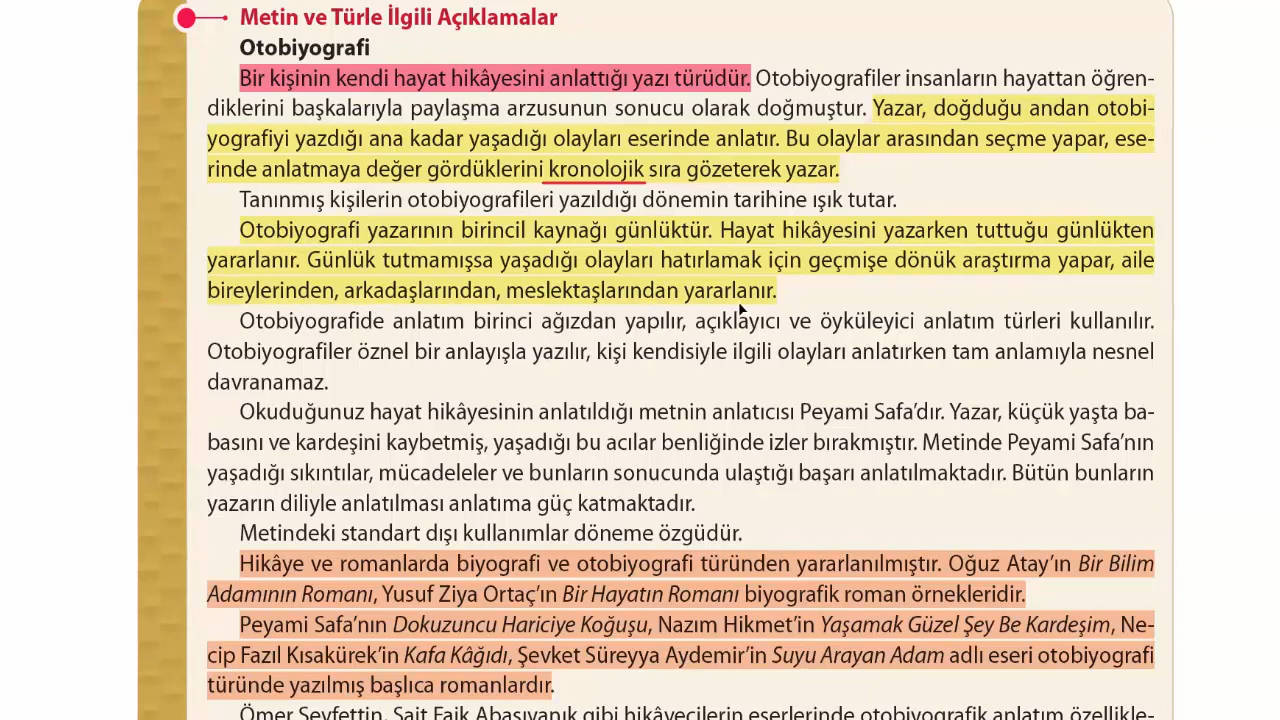 Metin ve Türle İlgili Açıklamalar
Otobiyografi
Bir kişinin kendi hayat hikâyesini anlattığı yazı türüdür. Otobiyografiler insanların hayattan öğren-
diklerini başkalarıyla paylaşma arzusunun sonucu olarak doğmuştur. Yazar, doğduğu andan otobi-
yografiyi yazdığı ana kadar yaşadığı olayları eserinde anlatır. Bu olaylar arasından seçme yapar, ese-
rinde anlatmaya değer gördüklerini kronolojik sıra gözeterek yazar.
Tanınmış kişilerin otobiyografileri yazıldığı dönemin tarihine ışık tutar.
Otobiyografi yazarının birincil kaynağı günlüktür. Hayat hikâyesini yazarken tuttuğu günlükten
yararlanır. Günlük tutmamışsa yaşadığı olayları hatırlamak için geçmişe dönük araştırma yapar, aile
bireylerinden, arkadaşlarından, meslektaşlarından yararlanır.
Otobiyografide anlatım birinci ağızdan yapılır, açıklayıcı ve öyküleyici anlatım türleri kullanılır.
Otobiyografiler öznel bir anlayışla yazılır, kişi kendisiyle ilgili olayları anlatırken tam anlamıyla nesnel
davranamaz.
Okuduğunuz hayat hikâyesinin anlatıldığı metnin anlatıcısı Peyami Safa’dır. Yazar, küçük yaşta ba-
basını ve kardeşini kaybetmiş, yaşadığı bu acılar benliğinde izler bırakmıştır. Metinde Peyami Safa’nın
yaşadığı sıkıntılar, mücadeleler ve bunların sonucunda ulaştığı başarı anlatılmaktadır. Bütün bunların
yazarın diliyle anlatılması anlatıma güç katmaktadır.
Metindeki standart dışı kullanımlar döneme özgüdür.
Hikâye ve romanlarda biyografi ve otobiyografi türünden yararlanılmıştır. Oğuz Atay’ın Bir Bilim
Adamının Romanı, Yusuf Ziya Ortaç’ın Bir Hayatın Romanı biyografik roman örnekleridir.
Peyami Safa’nın Dokuzuncu Hariciye Koğuşu, Nazım Hikmet’in Yaşamak Güzel Şey Be Kardeşim, Ne-
cip Fazıl Kısakürek’in Kafa Kâğıdı, Şevket Süreyya Aydemir’in Suyu Arayan Adam adlı eseri otobiyografi
türünde yazılmış başlıca romanlardır.
Ömer Seyfettin, Sait Faik Abasıyanık gibi hikâyecilerin eserlerinde otobiyografik anlatım özellikle-